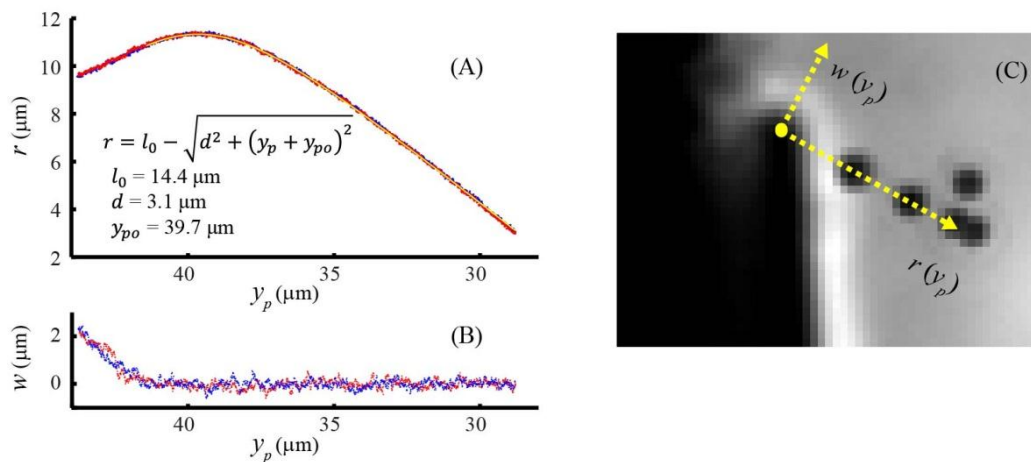 12
10
8
6
4
2
r (μm)
(A)
r = l₀ − √(d² + (yₚ + yₚₒ)²)
l₀ = 14.4 μm
d = 3.1 μm
yₚₒ = 39.7 μm
40
35
30
yₚ (μm)
2
0
w (μm)
(B)
40
35
30
yₚ (μm)
(C)
w (yₚ)
r (yₚ)